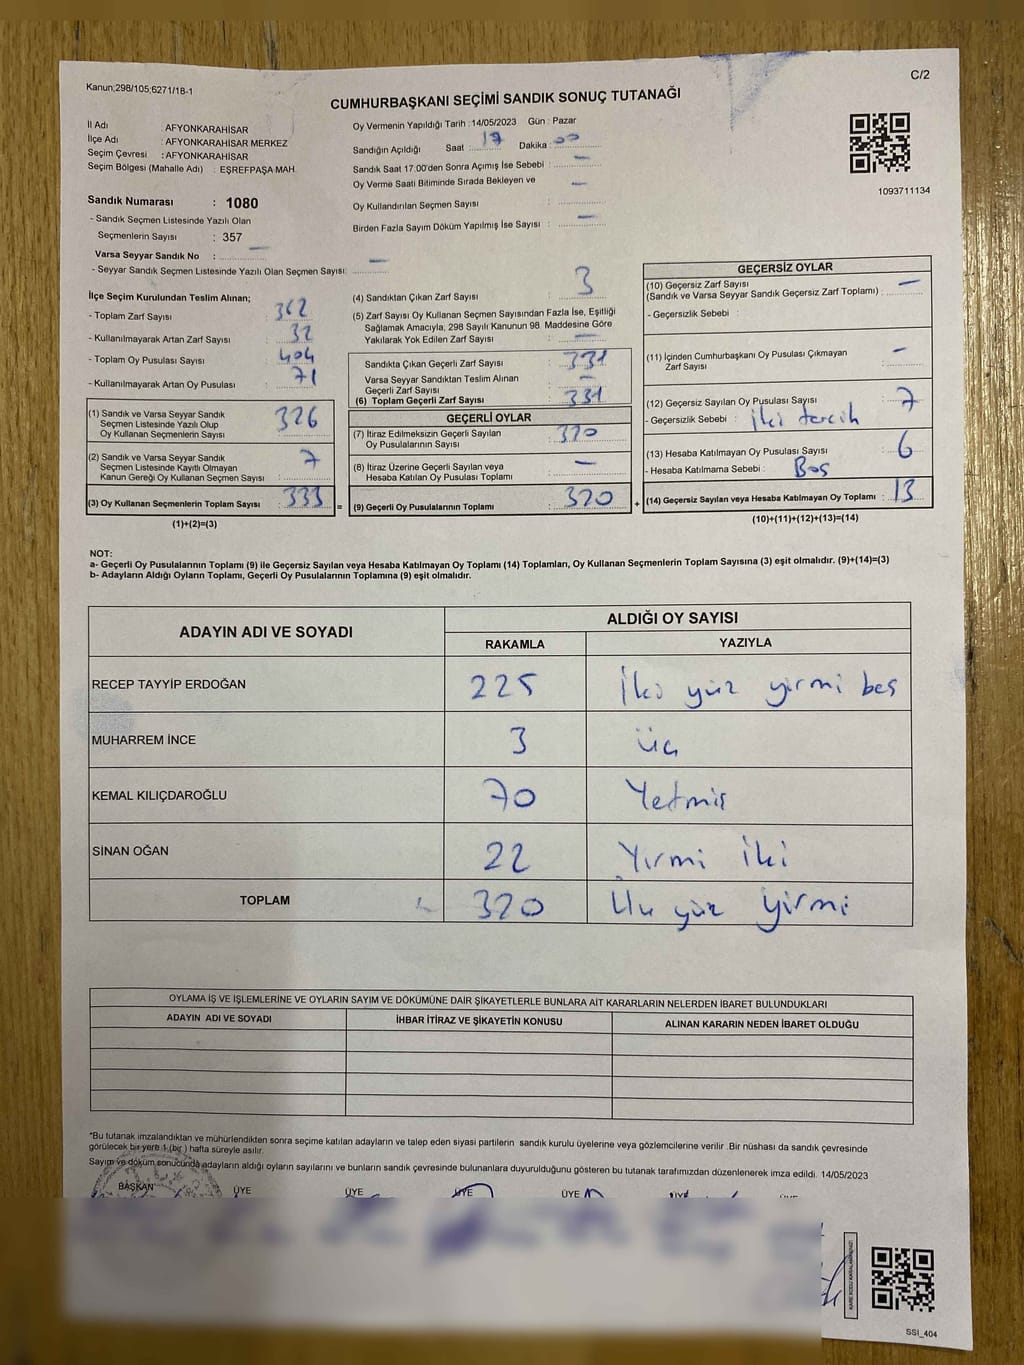 C/2
Kanun;298/105;6271/18-1
CUMHURBAŞKANI SEÇİMİ SANDIK SONUÇ TUTANAĞI
İl Adı : AFYONKARAHİSAR
İlçe Adı : AFYONKARAHİSAR MERKEZ
Seçim Çevresi : AFYONKARAHİSAR
Seçim Bölgesi (Mahalle Adı) : EŞREFPAŞA MAH.
Sandık Numarası : 1080
- Sandık Seçmen Listesinde Yazılı Olan
Seçmenlerin Sayısı : 357
Varsa Seyyar Sandık No : —
- Seyyar Sandık Seçmen Listesinde Yazılı Olan Seçmen Sayısı: —
Oy Vermenin Yapıldığı Tarih : 14/05/2023 Gün : Pazar
Sandığın Açıldığı Saat : 17 Dakika : 00
Sandık Saat 17:00'den Sonra Açımış İse Sebebi : —
Oy Verme Saati Bitiminde Sırada Bekleyen ve —
Oy Kullandırılan Seçmen Sayısı :
Birden Fazla Sayım Döküm Yapılmış İse Sayısı : —
1093711134
İlçe Seçim Kurulundan Teslim Alınan;
- Toplam Zarf Sayısı : 362
- Kullanılmayarak Artan Zarf Sayısı : 32
- Toplam Oy Pusulası Sayısı : 404
- Kullanılmayarak Artan Oy Pusulası : 71
(1) Sandık ve Varsa Seyyar Sandık
Seçmen Listesinde Yazılı Olup
Oy Kullanan Seçmenlerin Sayısı : 326
(2) Sandık ve Varsa Seyyar Sandık
Seçmen Listesinde Kayıtlı Olmayan
Kanun Gereği Oy Kullanan Seçmen Sayısı : 7
(3) Oy Kullanan Seçmenlerin Toplam Sayısı : 333
=
(1)+(2)=(3)
(4) Sandıktan Çıkan Zarf Sayısı : 3
(5) Zarf Sayısı Oy Kullanan Seçmen Sayısından Fazla İse, Eşitliği
Sağlamak Amacıyla; 298 Sayılı Kanunun 98. Maddesine Göre
Yakılarak Yok Edilen Zarf Sayısı : —
Sandıkta Çıkan Geçerli Zarf Sayısı : 331
Varsa Seyyar Sandıktan Teslim Alınan
Geçerli Zarf Sayısı : —
(6) Toplam Geçerli Zarf Sayısı : 331
GEÇERLİ OYLAR
(7) İtiraz Edilmeksizin Geçerli Sayılan
Oy Pusulalarının Sayısı : 320
(8) İtiraz Üzerine Geçerli Sayılan veya
Hesaba Katılan Oy Pusulası Toplamı : —
(9) Geçerli Oy Pusulalarının Toplamı : 320
+
GEÇERSİZ OYLAR
(10) Geçersiz Zarf Sayısı
(Sandık ve Varsa Seyyar Sandık Geçersiz Zarf Toplamı) : —
- Geçersizlik Sebebi :
(11) İçinden Cumhurbaşkanı Oy Pusulası Çıkmayan
Zarf Sayısı : —
(12) Geçersiz Sayılan Oy Pusulası Sayısı : 7
- Geçersizlik Sebebi : İki tercih
(13) Hesaba Katılmayan Oy Pusulası Sayısı : 6
- Hesaba Katılmama Sebebi : Boş
(14) Geçersiz Sayılan veya Hesaba Katılmayan Oy Toplamı : 13
(10)+(11)+(12)+(13)=(14)
NOT:
a- Geçerli Oy Pusulalarının Toplamı (9) ile Geçersiz Sayılan veya Hesaba Katılmayan Oy Toplamı (14) Toplamları, Oy Kullanan Seçmenlerin Toplam Sayısına (3) eşit olmalıdır. (9)+(14)=(3)
b- Adayların Aldığı Oyların Toplamı, Geçerli Oy Pusulalarının Toplamına (9) eşit olmalıdır.
ADAYIN ADI VE SOYADI
ALDIĞI OY SAYISI
RAKAMLA YAZIYLA
RECEP TAYYİP ERDOĞAN 225 İki yüz yirmi beş
MUHARREM İNCE 3 üç
KEMAL KILIÇDAROĞLU 70 Yetmiş
SİNAN OĞAN 22 Yirmi iki
TOPLAM 320 yüz yirmi
OYLAMA İŞ VE İŞLEMLERİNE VE OYLARIN SAYIM VE DÖKÜMÜNE DAİR ŞİKAYETLERLE BUNLARA AİT KARARLARIN NELERDEN İBARET BULUNDUKLARI
ADAYIN ADI VE SOYADI İHBAR İTİRAZ VE ŞİKAYETİN KONUSU ALINAN KARARIN NEDEN İBARET OLDUĞU
*Bu tutanak imzalandıktan ve mühürlendikten sonra seçime katılan adayların ve talep eden siyasi partilerin sandık kurulu üyelerine veya gözlemcilerine verilir .Bir nüshası da sandık çevresinde
görülecek bir yere 1 (bir ) hafta süreyle asılır.
Sayım ve döküm sonucunda adayların aldığı oyların sayılarını ve bunların sandık çevresinde bulunanlara duyurulduğunu gösteren bu tutanak tarafımızdan düzenlenerek imza edildi. 14/05/2023
BAŞKAN ÜYE ÜYE ÜYE ÜYE
SSI_404